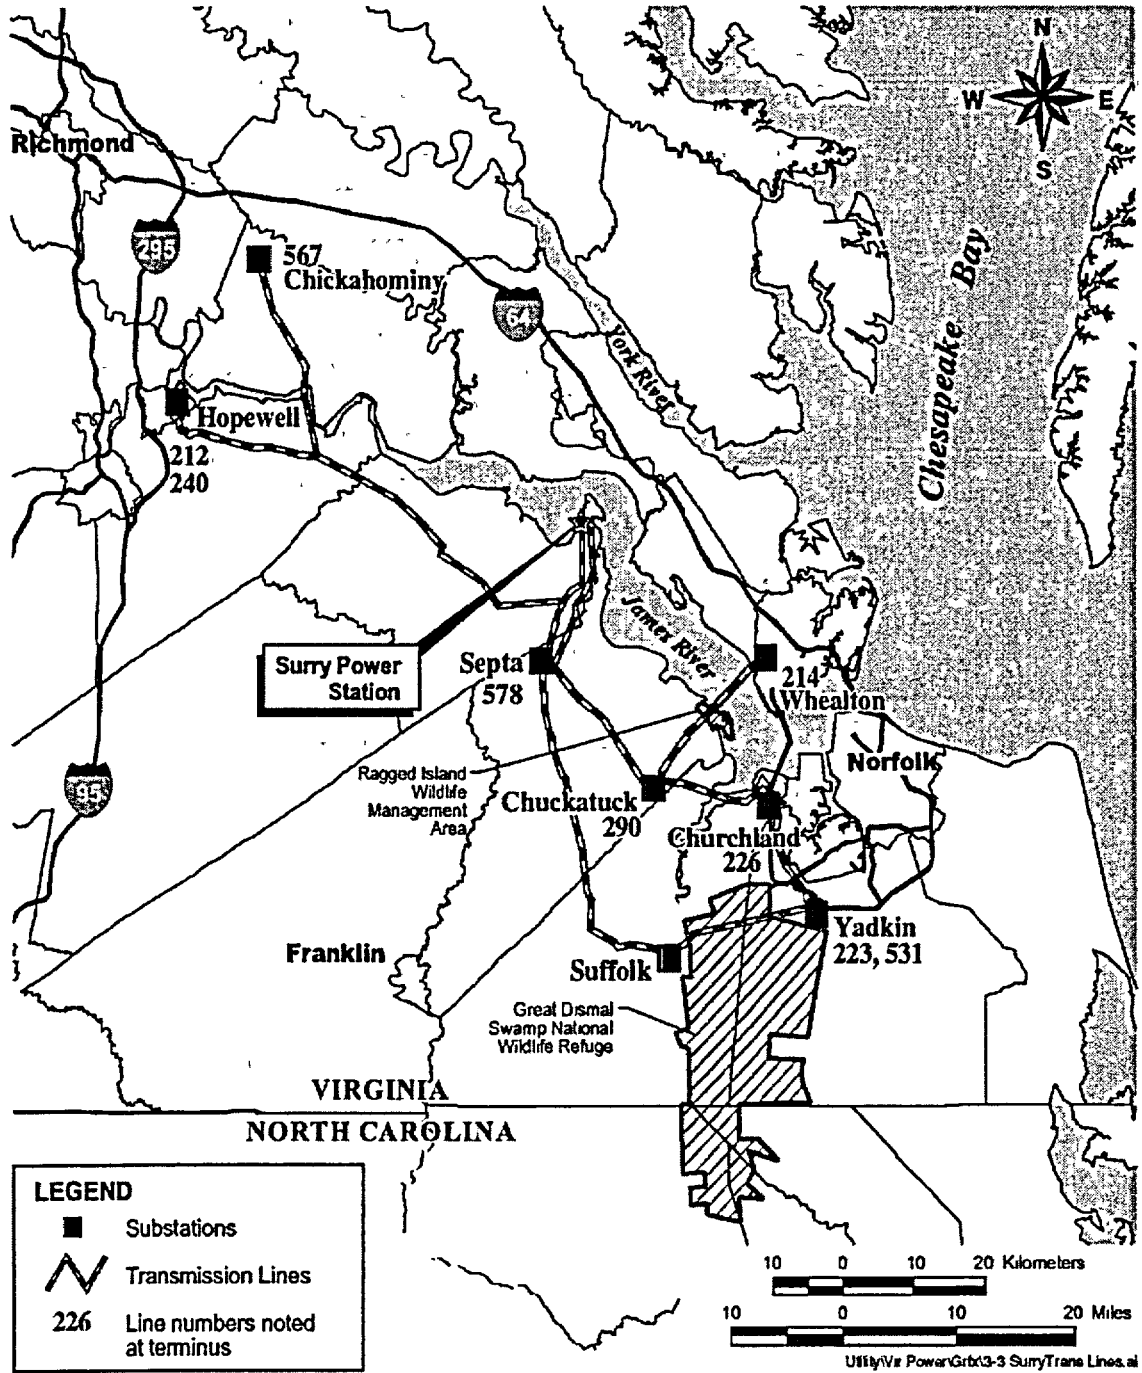 N
W E
S
Richmond
295
567
Chickahominy
64
York River
Chesapeake Bay
Hopewell
212
240
James River
Surry Power
Station
Septa
578
214
Whealton
95
Ragged Island
Wildlife
Management
Area
Norfolk
Chuckatuck
290
Churchland
226
Franklin
Suffolk
Yadkin
223, 531
Great Dismal
Swamp National
Wildlife Refuge
VIRGINIA
NORTH CAROLINA
LEGEND
Substations
Transmission Lines
226 Line numbers noted
at terminus
10 0 10 20 Kilometers
10 0 10 20 Miles
Utility\Vir Power\Grfx\3-3 SurryTrans Lines.ai